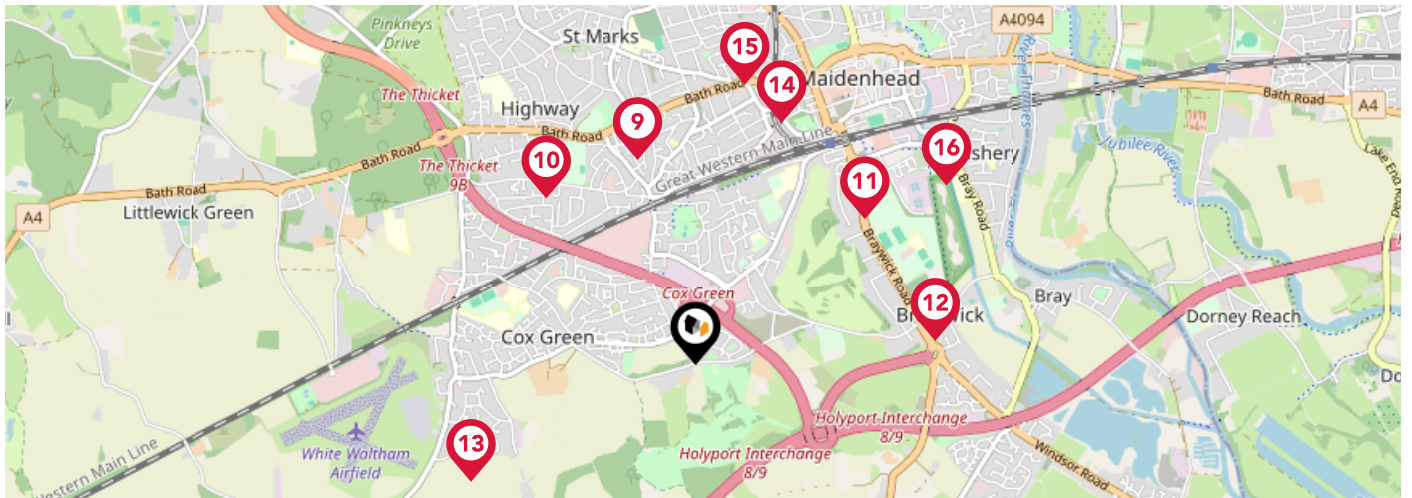 Pinkneys
Drive
St Marks
A4094
15
Maidenhead
14
The Thicket
Bath Road
Highway
9
Bath Road
Bath Road
A4
Bath Road
The Thicket
9B
10
Great Western Main Line
River Thames
Jubilee River
16
11
Bath Road
Littlewick Green
A4
Bray Road
Lake End Road
Braywick Road
Cox Green
12
Bray
Cox Green
Dorney Reach
13
White Waltham
Airfield
Holyport Interchange
8/9
Holyport Interchange
8/9
Western Main Line
Windsor Road